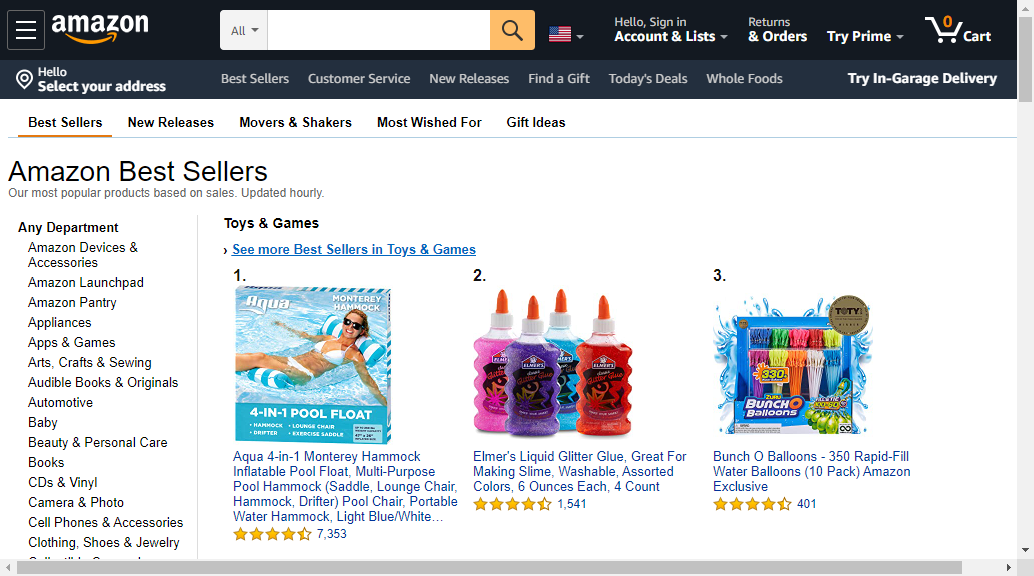 amazon
All
Hello, Sign in
Account & Lists
Returns
& Orders
Try Prime
0
Cart
Hello
Select your address
Best Sellers
Customer Service
New Releases
Find a Gift
Today's Deals
Whole Foods
Try In-Garage Delivery
Best Sellers
New Releases
Movers & Shakers
Most Wished For
Gift Ideas
Amazon Best Sellers
Our most popular products based on sales. Updated hourly.
Any Department
Amazon Devices &
Accessories
Amazon Launchpad
Amazon Pantry
Appliances
Apps & Games
Arts, Crafts & Sewing
Audible Books & Originals
Automotive
Baby
Beauty & Personal Care
Books
CDs & Vinyl
Camera & Photo
Cell Phones & Accessories
Clothing, Shoes & Jewelry
Toys & Games
› See more Best Sellers in Toys & Games
1.
Aqua
MONTEREY
HAMMOCK
4-IN-1 POOL FLOAT
• HAMMOCK • LOUNGE CHAIR
• DRIFTER • EXERCISE SADDLE
Aqua 4-in-1 Monterey Hammock
Inflatable Pool Float, Multi-Purpose
Pool Hammock (Saddle, Lounge Chair,
Hammock, Drifter) Pool Chair, Portable
Water Hammock, Light Blue/White…
7,353
2.
ELMER'S
ELMER'S
ELMER'S
Elmer's Liquid Glitter Glue, Great For
Making Slime, Washable, Assorted
Colors, 6 Ounces Each, 4 Count
1,541
3.
TOTY
330
ZURU
BUNCH O
Balloons
Bunch O Balloons - 350 Rapid-Fill
Water Balloons (10 Pack) Amazon
Exclusive
401